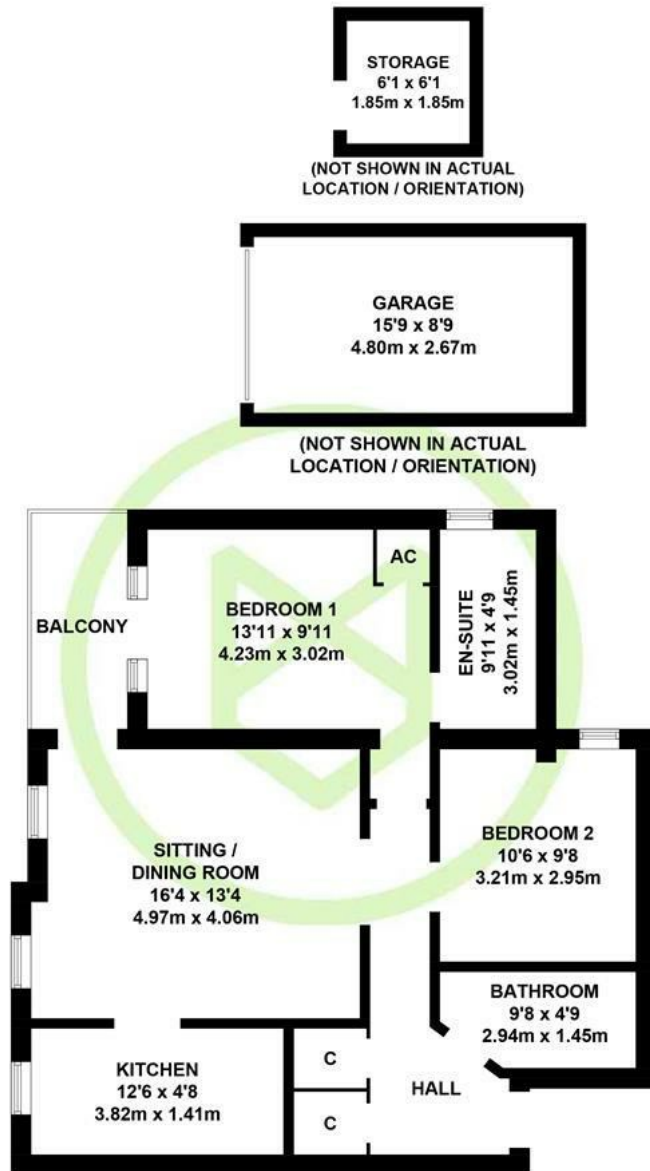 STORAGE
6'1 x 6'1
1.85m x 1.85m
(NOT SHOWN IN ACTUAL
LOCATION / ORIENTATION)
GARAGE
15'9 x 8'9
4.80m x 2.67m
(NOT SHOWN IN ACTUAL
LOCATION / ORIENTATION)
BALCONY
BEDROOM 1
13'11 x 9'11
4.23m x 3.02m
AC
EN-SUITE
9'11 x 4'9
3.02m x 1.45m
SITTING /
DINING ROOM
16'4 x 13'4
4.97m x 4.06m
BEDROOM 2
10'6 x 9'8
3.21m x 2.95m
BATHROOM
9'8 x 4'9
2.94m x 1.45m
KITCHEN
12'6 x 4'8
3.82m x 1.41m
C
C
HALL